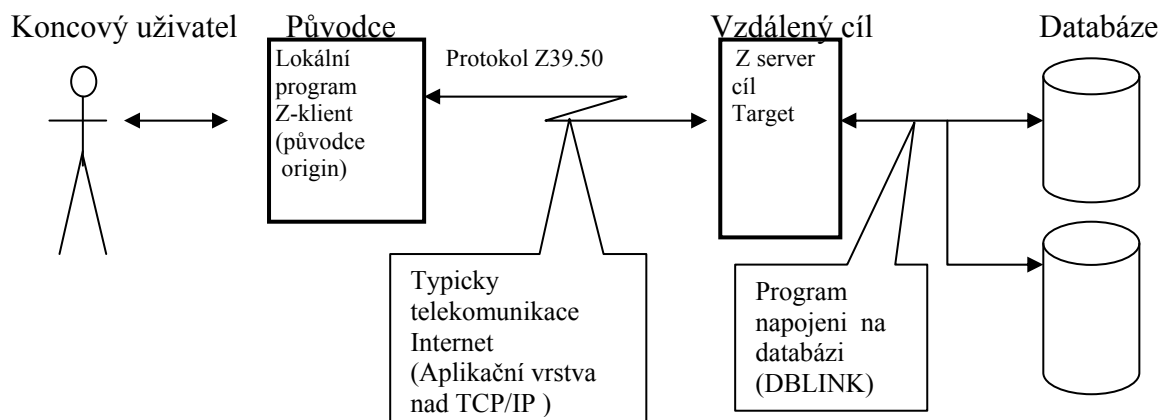 Koncový uživatel
Původce
Vzdálený cíl
Databáze
Lokální
program
Z-klient
(původce
origin)
Protokol Z39.50
Z server
cíl
Target
Typicky
telekomunikace
Internet
(Aplikační vrstva
nad TCP/IP )
Program
napojeni na
databázi
(DBLINK)